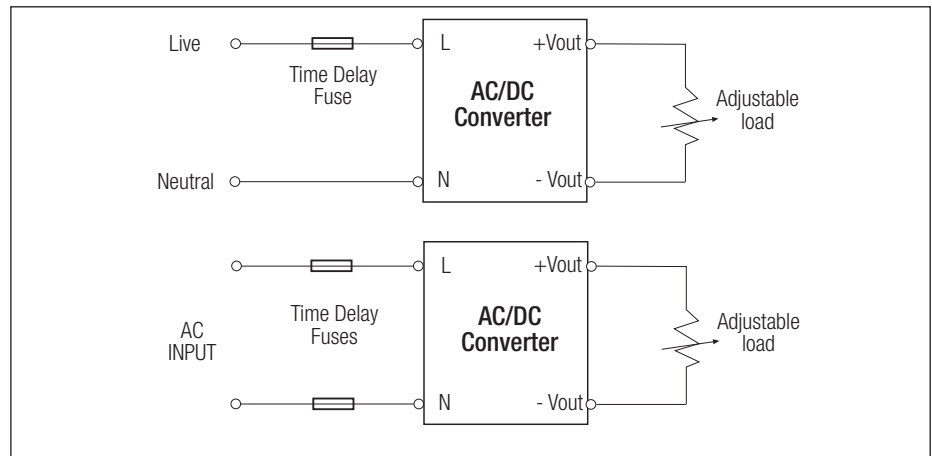 Live
L
+Vout
Time Delay
Fuse
AC/DC
Converter
Adjustable
load
Neutral
N
- Vout
L
+Vout
Time Delay
Fuses
AC
INPUT
AC/DC
Converter
Adjustable
load
N
- Vout